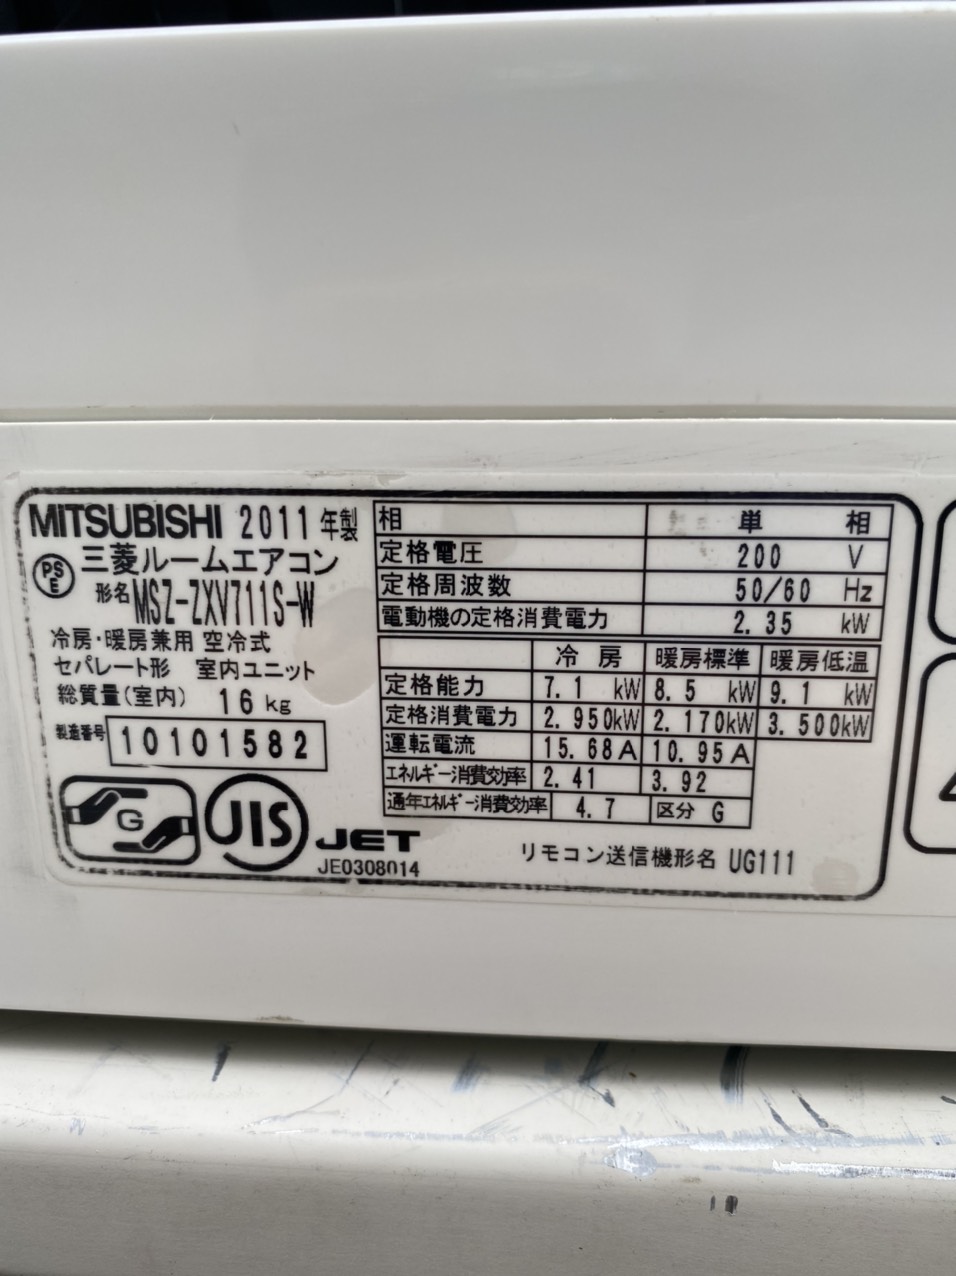 MITSUBISHI 2011 年製
PS
E
三菱ルームエアコン
形名 MSZ-ZXV711S-W
冷房・暖房兼用 空冷式
セパレート形 室内ユニット
総質量(室内) 16 kg
製造番号 10101582
G
JIS
JET
JE0308014
相 単 相
定格電圧 200 V
定格周波数 50/60 Hz
電動機の定格消費電力 2.35 kW
冷 房 暖房標準 暖房低温
定格能力 7.1 kW 8.5 kW 9.1 kW
定格消費電力 2.950kW 2.170kW 3.500kW
運転電流 15.68A 10.95A
エネルギー消費効率 2.41 3.92
通年エネルギー消費効率 4.7 区分 G
リモコン送信機形名 UG111